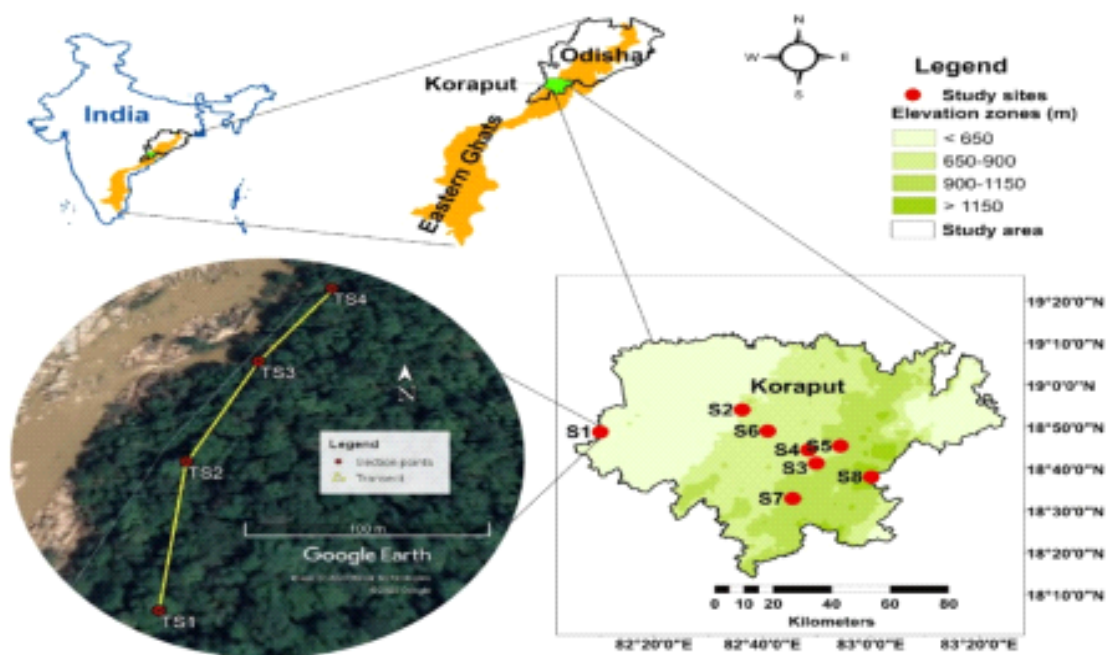 N
W E
S
Odisha
Koraput
India
Eastern Ghats
Legend
Study sites
Elevation zones (m)
< 650
650-900
900-1150
> 1150
Study area
TS4
TS3
TS2
TS1
N
Legend
Section points
Transect
100 m
Google Earth
Koraput
S1
S2
S6
S4
S5
S3
S8
S7
19°20'0"N
19°10'0"N
19°0'0"N
18°50'0"N
18°40'0"N
18°30'0"N
18°20'0"N
18°10'0"N
0 10 20 40 60 80
Kilometers
82°20'0"E 82°40'0"E 83°0'0"E 83°20'0"E